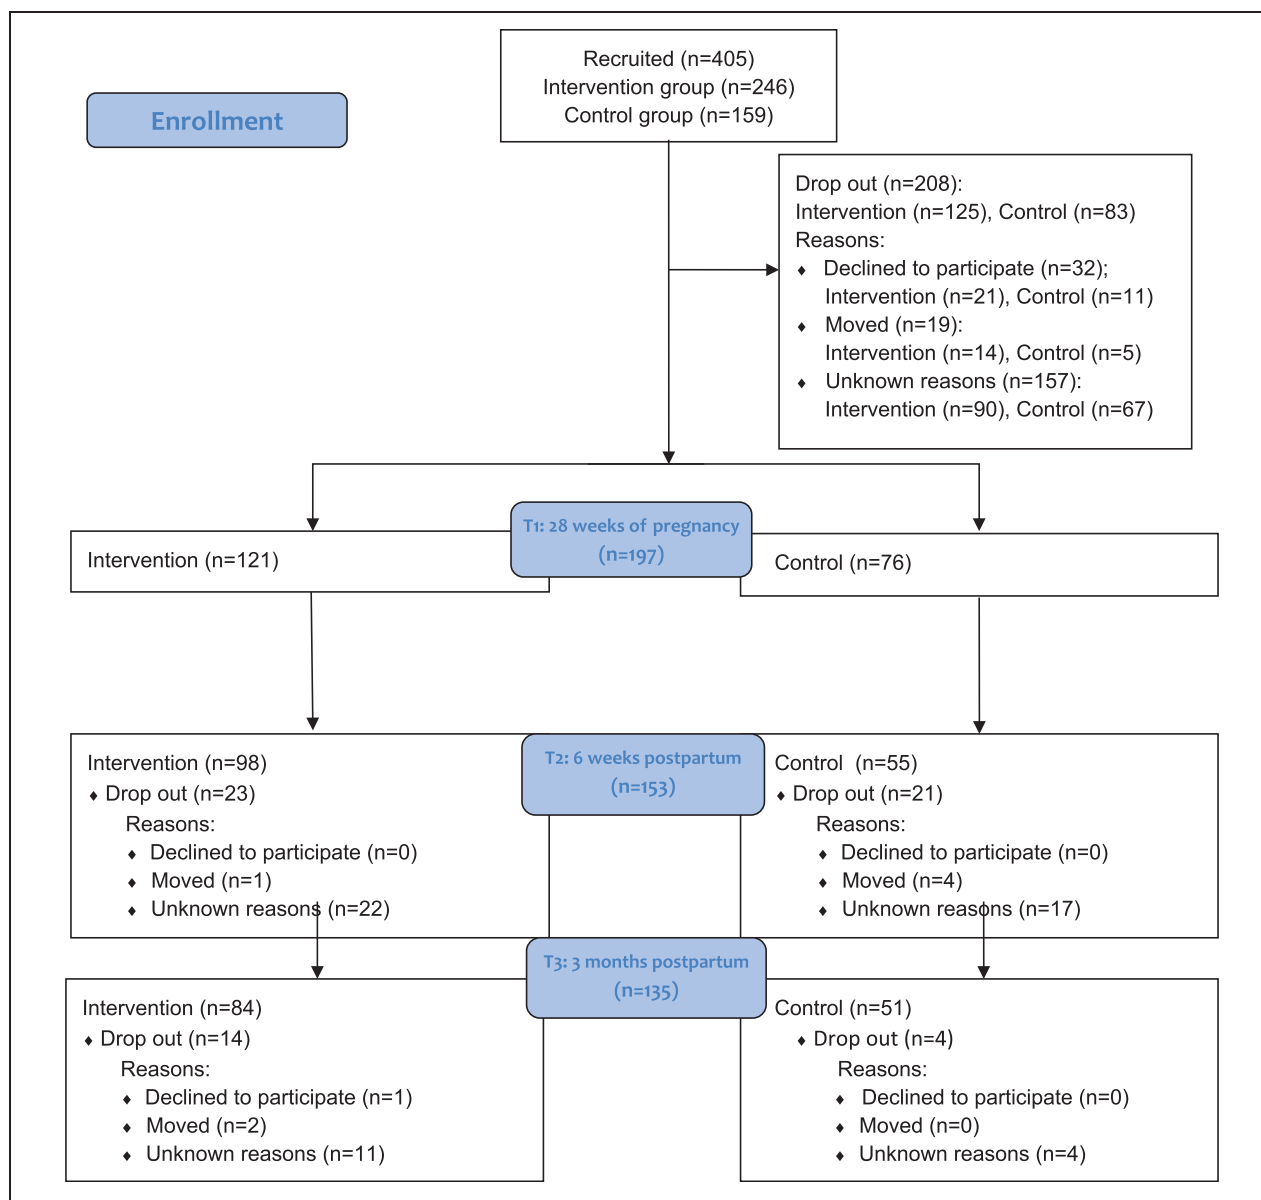 Recruited (n=405)
Intervention group (n=246)
Control group (n=159)
Enrollment
Drop out (n=208):
Intervention (n=125), Control (n=83)
Reasons:
♦ Declined to participate (n=32);
Intervention (n=21), Control (n=11)
♦ Moved (n=19):
Intervention (n=14), Control (n=5)
♦ Unknown reasons (n=157):
Intervention (n=90), Control (n=67)
T1: 28 weeks of pregnancy
(n=197)
Intervention (n=121)
Control (n=76)
T2: 6 weeks postpartum
(n=153)
Intervention (n=98)
♦ Drop out (n=23)
Reasons:
♦ Declined to participate (n=0)
♦ Moved (n=1)
♦ Unknown reasons (n=22)
Control (n=55)
♦ Drop out (n=21)
Reasons:
♦ Declined to participate (n=0)
♦ Moved (n=4)
♦ Unknown reasons (n=17)
T3: 3 months postpartum
(n=135)
Intervention (n=84)
♦ Drop out (n=14)
Reasons:
♦ Declined to participate (n=1)
♦ Moved (n=2)
♦ Unknown reasons (n=11)
Control (n=51)
♦ Drop out (n=4)
Reasons:
♦ Declined to participate (n=0)
♦ Moved (n=0)
♦ Unknown reasons (n=4)